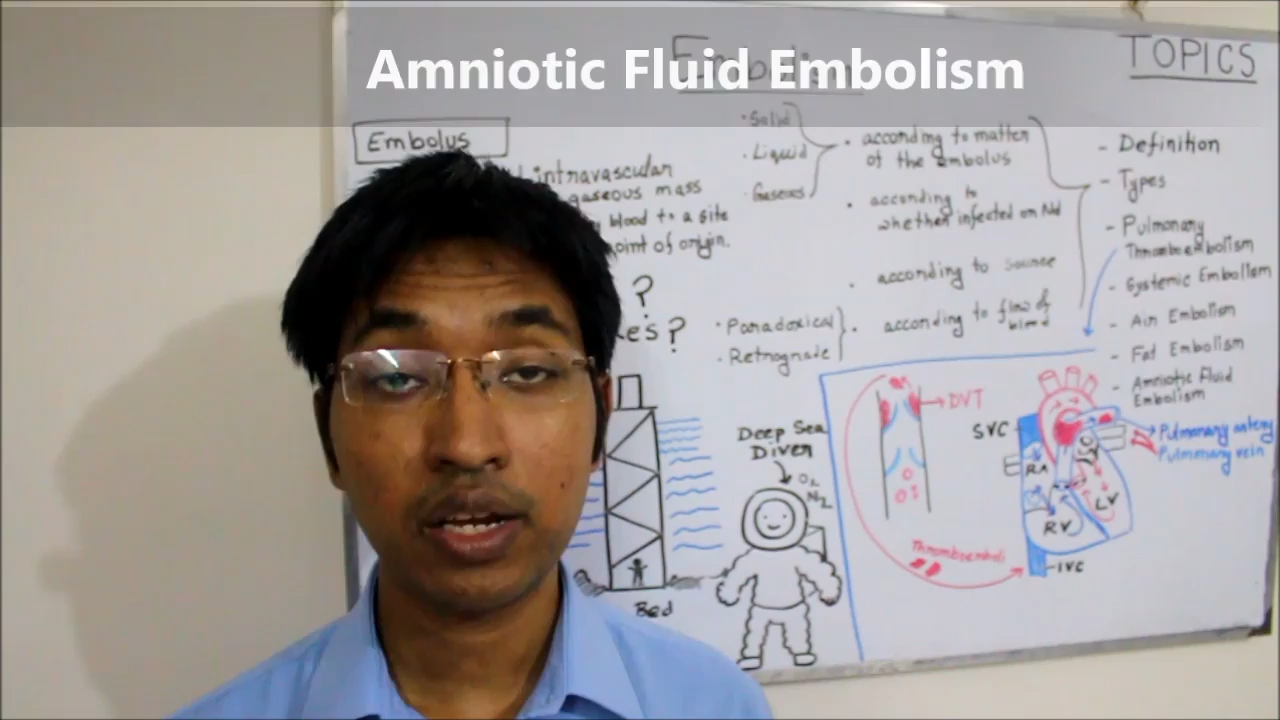 Amniotic Fluid Embolism
Embolism
TOPICS
Embolus
intravascular
gaseous mass
blood to a site
point of origin.
?
es?
• Solid
• Liquid
• Gaseous
• according to matter
of the embolus
• according to
whether infected or Not
• according to source
• according to flow of
blood
• Paradoxical
• Retrograde
- Definition
- Types
- Pulmonary
Thromboembolism
- Systemic Embolism
- Air Embolism
- Fat Embolism
- Amniotic Fluid
Embolism
Deep Sea
Diver
O2
N2
Bed
DVT
Thromboemboli
SVC
RA
RV
LV
IVC
Pulmonary artery
Pulmonary vein